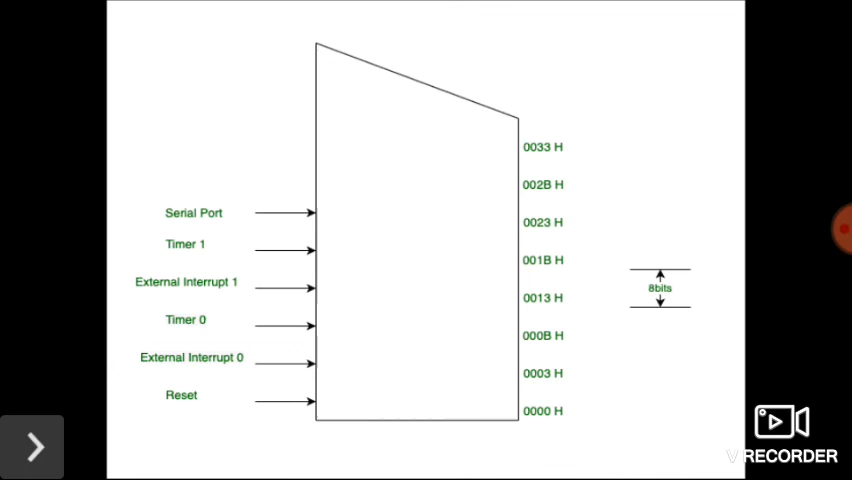 0033 H
002B H
Serial Port
0023 H
Timer 1
001B H
External Interrupt 1
8bits
0013 H
Timer 0
000B H
External Interrupt 0
0003 H
Reset
0000 H
V RECORDER